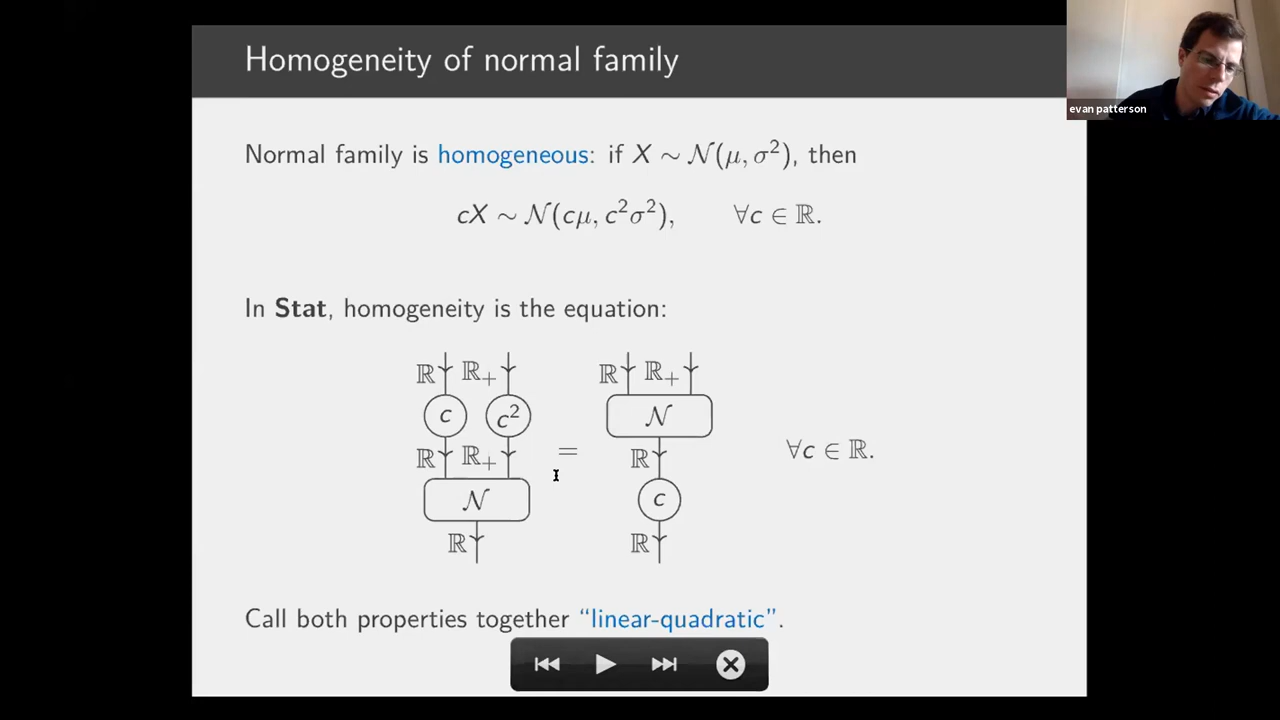 Homogeneity of normal family
evan patterson
Normal family is homogeneous: if X ∼ 𝒩(μ, σ²), then
cX ∼ 𝒩(cμ, c²σ²), ∀c ∈ ℝ.
In Stat, homogeneity is the equation:
ℝ ℝ₊ ℝ ℝ₊
c c² 𝒩
ℝ ℝ₊ = ℝ ∀c ∈ ℝ.
𝒩 c
ℝ ℝ
Call both properties together “linear-quadratic”.